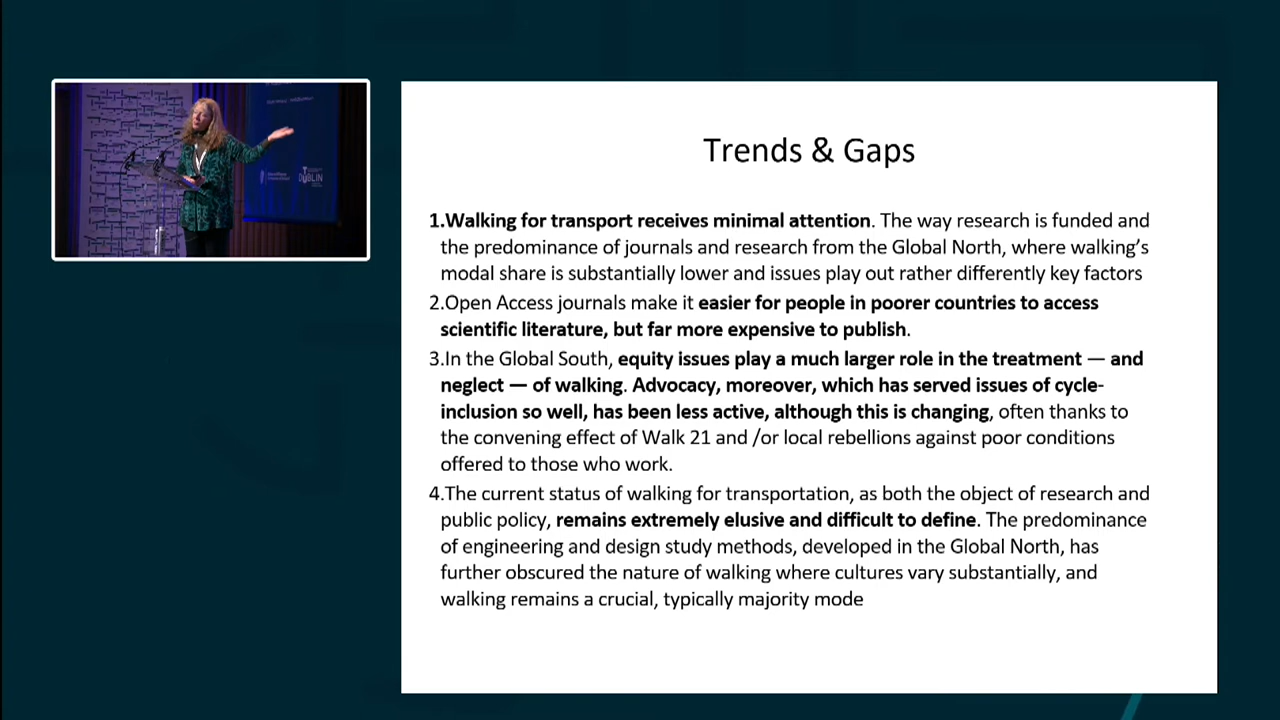 Trends & Gaps
1.Walking for transport receives minimal attention. The way research is funded and
the predominance of journals and research from the Global North, where walking's
modal share is substantially lower and issues play out rather differently key factors
2.Open Access journals make it easier for people in poorer countries to access
scientific literature, but far more expensive to publish.
3.In the Global South, equity issues play a much larger role in the treatment — and
neglect — of walking. Advocacy, moreover, which has served issues of cycle-
inclusion so well, has been less active, although this is changing, often thanks to
the convening effect of Walk 21 and /or local rebellions against poor conditions
offered to those who work.
4.The current status of walking for transportation, as both the object of research and
public policy, remains extremely elusive and difficult to define. The predominance
of engineering and design study methods, developed in the Global North, has
further obscured the nature of walking where cultures vary substantially, and
walking remains a crucial, typically majority mode
DUBLIN